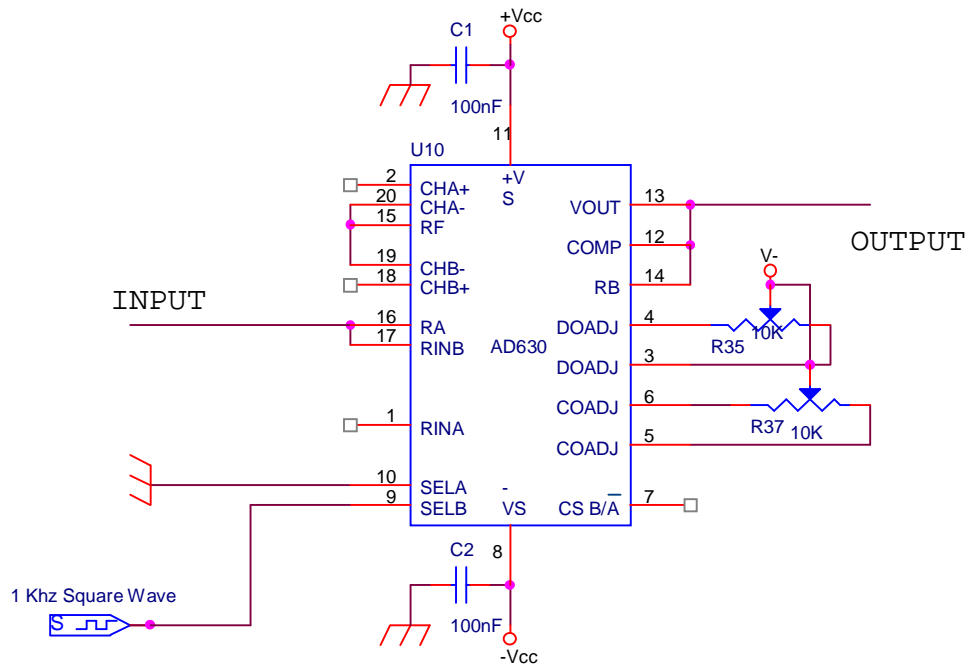 +Vcc
C1
100nF
11
U10
+V
S
2
CHA+
20
CHA-
15
RF
19
CHB-
18
CHB+
INPUT
16
RA
17
RINB
1
RINA
10
SELA
9
SELB
AD630
-
VS
8
VOUT
13
OUTPUT
COMP
12
RB
14
V-
DOADJ
4
R35
10K
DOADJ
3
COADJ
6
R37
10K
COADJ
5
CS B/A
7
C2
100nF
-Vcc
1 Khz Square Wave
S